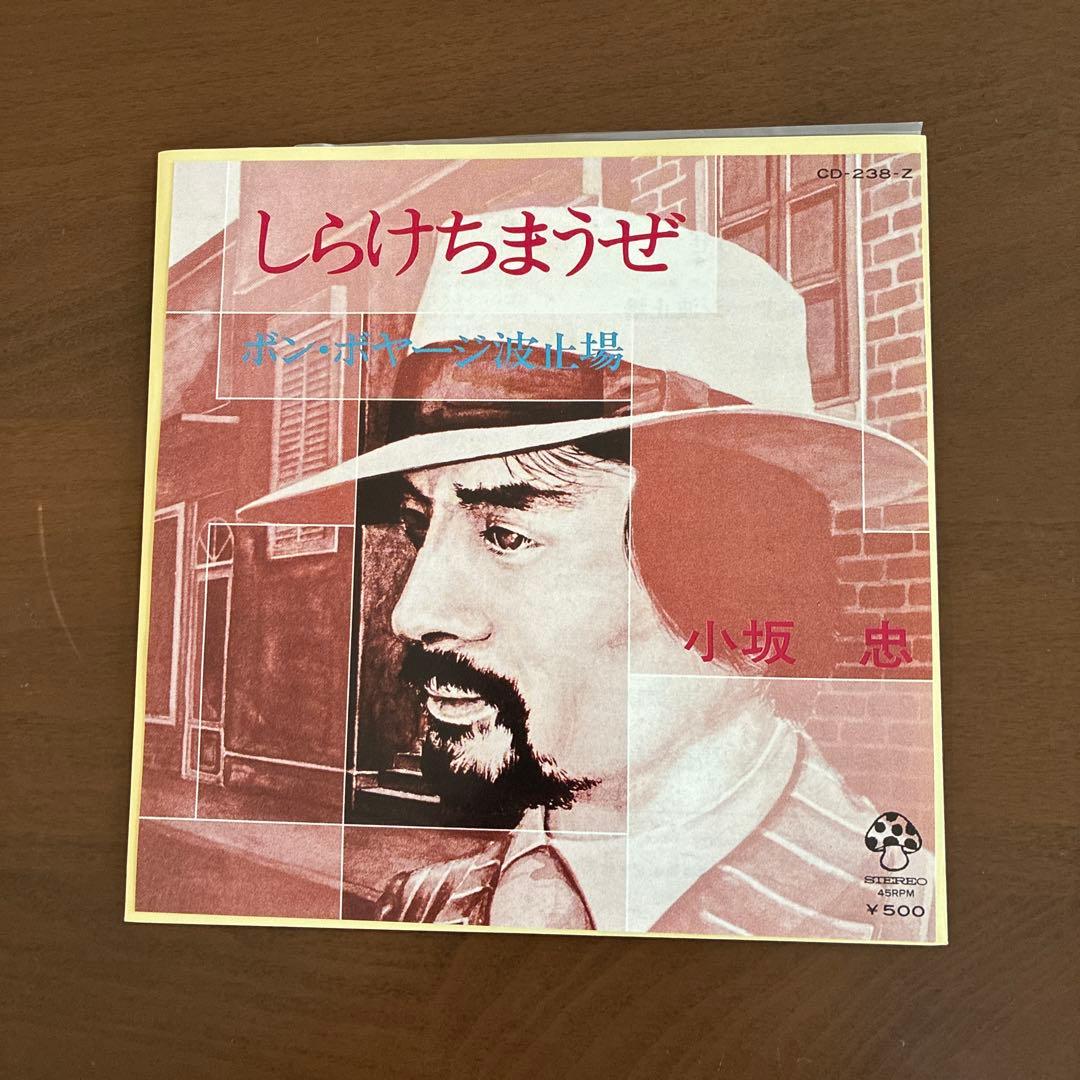 CD-238-Z
しらけちまうぜ
ボン・ボヤージ波止場
小坂 忠
STEREO
45RPM
¥500